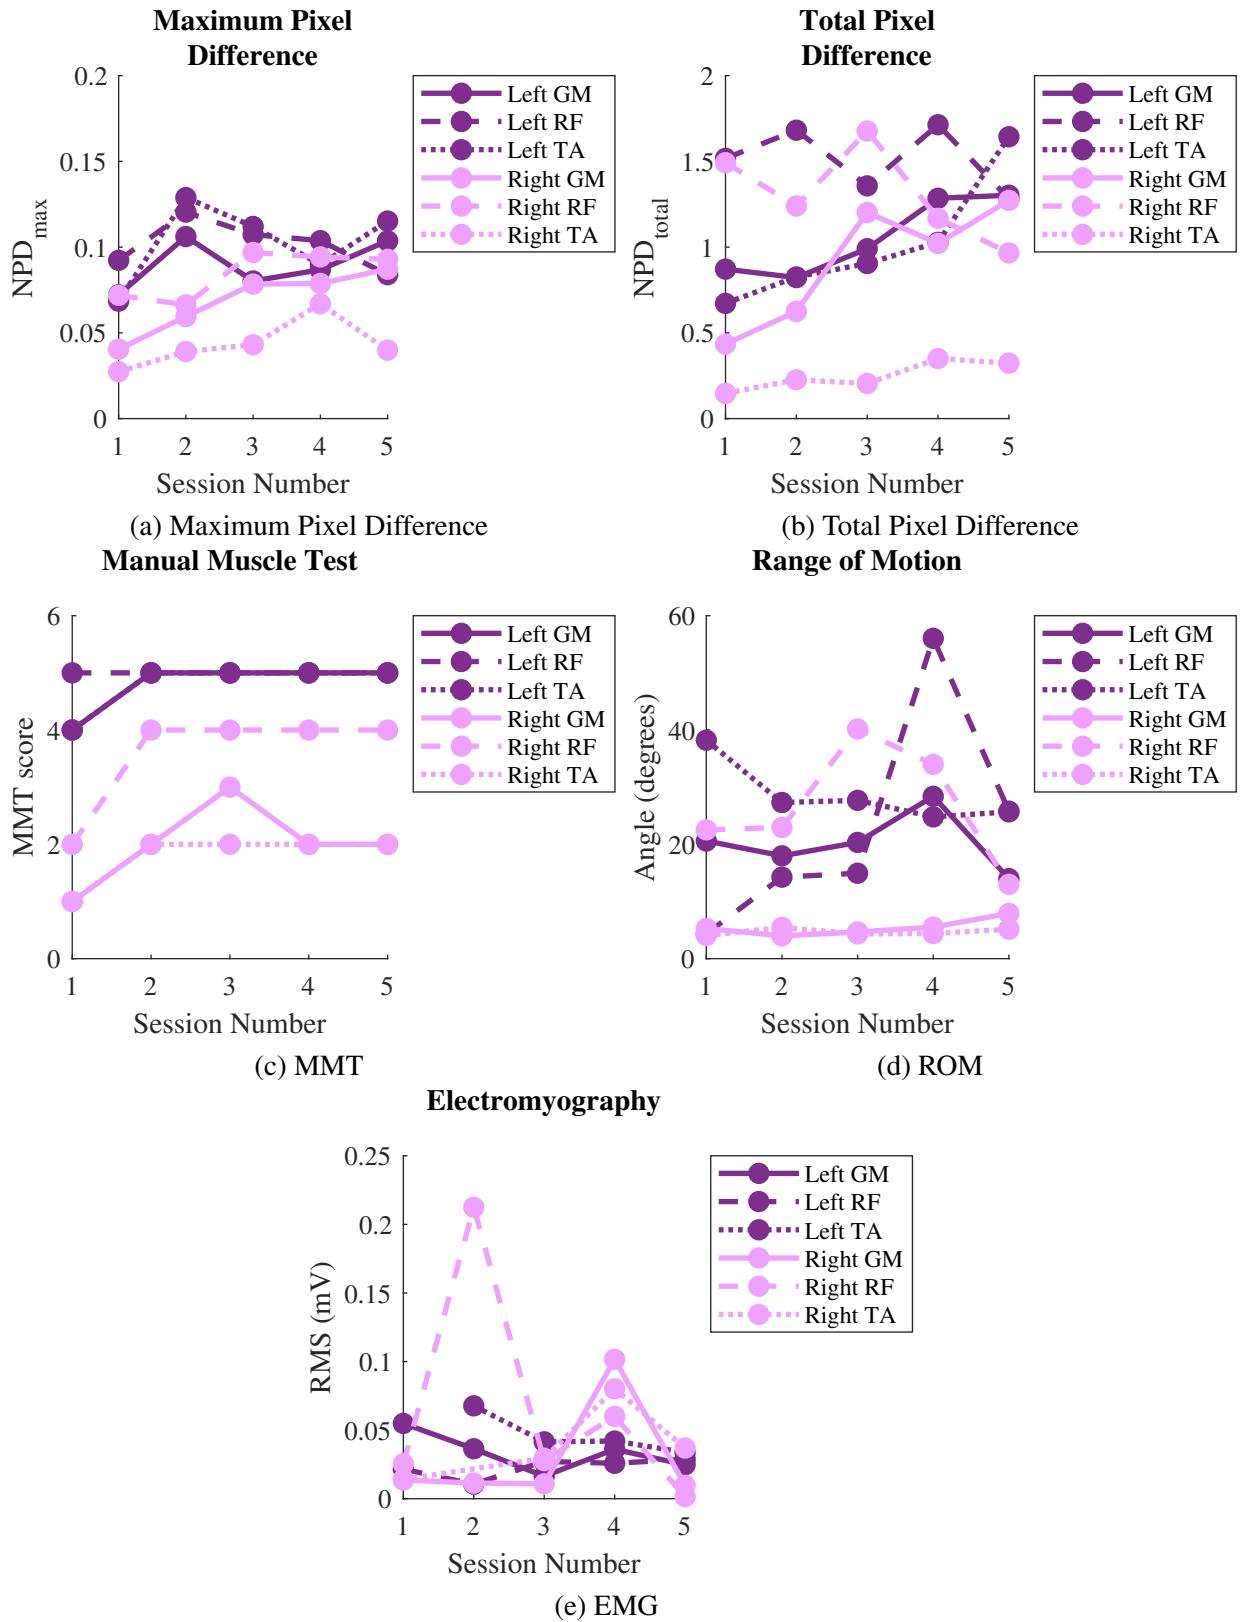 Maximum Pixel
Difference
0.2
0.15
0.1
0.05
0
NPD_max
1 2 3 4 5
Session Number
Left GM
Left RF
Left TA
Right GM
Right RF
Right TA
(a) Maximum Pixel Difference
Total Pixel
Difference
2
1.5
1
0.5
0
NPD_total
1 2 3 4 5
Session Number
Left GM
Left RF
Left TA
Right GM
Right RF
Right TA
(b) Total Pixel Difference
Manual Muscle Test
6
4
2
0
MMT score
1 2 3 4 5
Session Number
Left GM
Left RF
Left TA
Right GM
Right RF
Right TA
(c) MMT
Range of Motion
60
40
20
0
Angle (degrees)
1 2 3 4 5
Session Number
Left GM
Left RF
Left TA
Right GM
Right RF
Right TA
(d) ROM
Electromyography
0.25
0.2
0.15
0.1
0.05
0
RMS (mV)
1 2 3 4 5
Session Number
Left GM
Left RF
Left TA
Right GM
Right RF
Right TA
(e) EMG